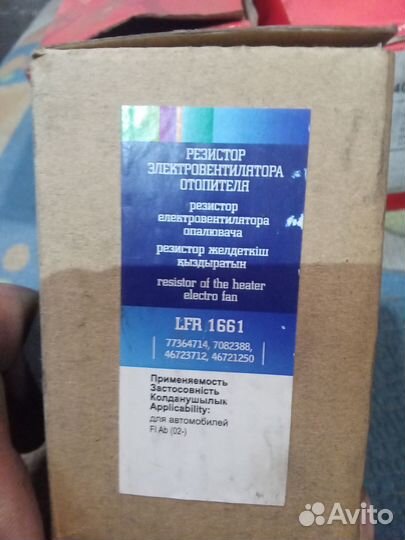 РЕЗИСТОР
ЭЛЕКТРОВЕНТИЛЯТОРА
ОТОПИТЕЛЯ
резистор
електровентилятора
опалювача
резистор желдеткіш
қыздыратын
resistor of the heater
electro fan
LFR 1661
77364714, 7082388,
46723712, 46721250
Применяемость
Застосовність
Колданушылык
Applicability:
для автомобилей
FI Ab (02-)
Avito